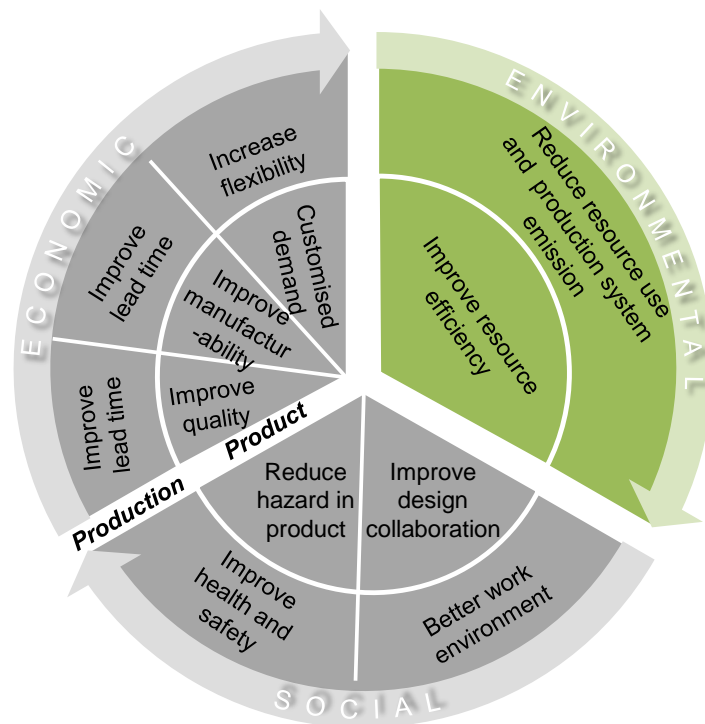 ECONOMIC
Increase
flexibility
Improve
lead time
Improve
lead time
Customised
demand
Improve
manufactur
-ability
Improve
quality
Product
Production
ENVIRONMENTAL
Reduce resource use
and production system
emission
Improve resource
efficiency
Reduce
hazard in
product
Improve
design
collaboration
Improve
health and
safety
Better work
environment
SOCIAL